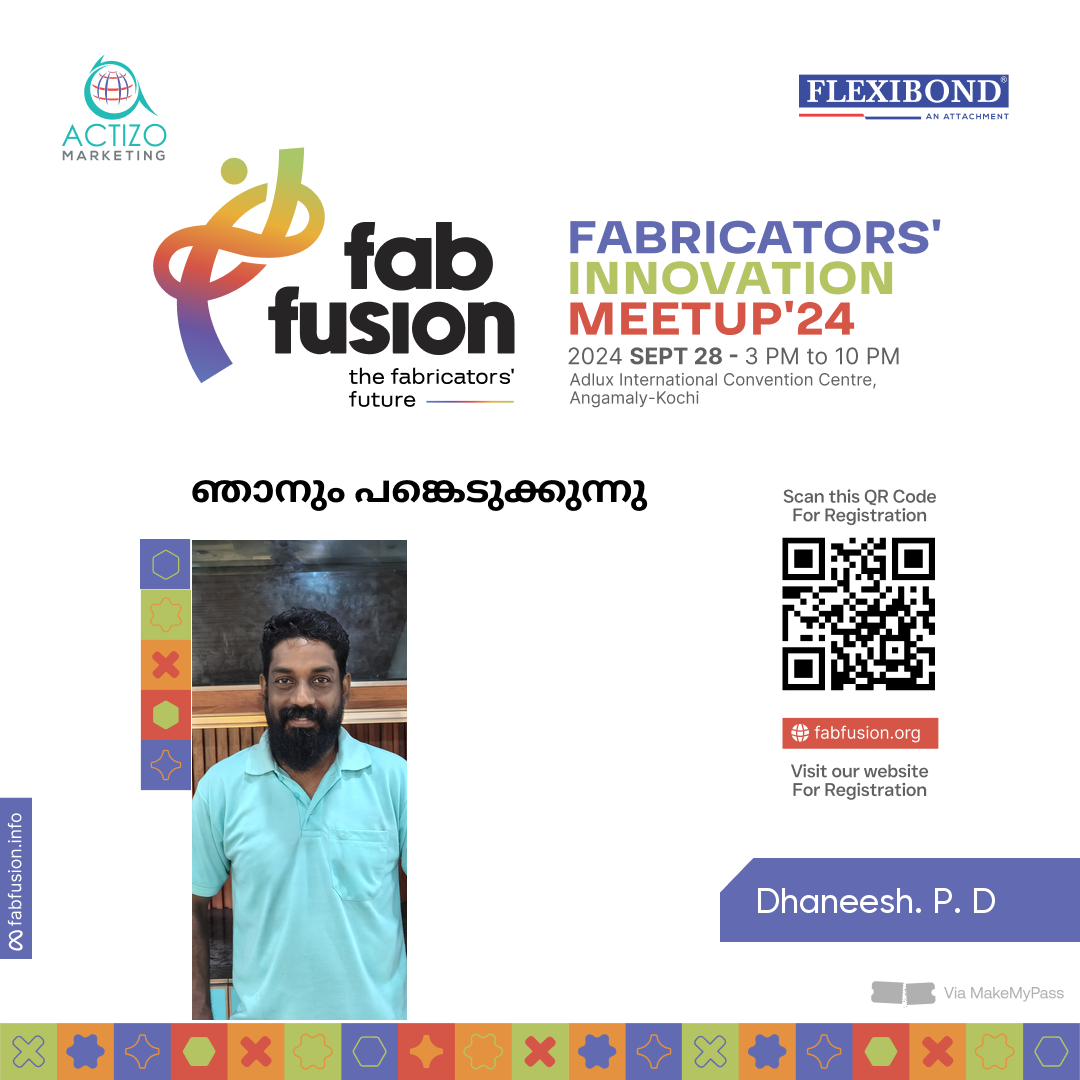 ACTIZO
MARKETING
FLEXIBOND®
AN ATTACHMENT
fab
fusion
the fabricators'
future
FABRICATORS'
INNOVATION
MEETUP'24
2024 SEPT 28 - 3 PM to 10 PM
Adlux International Convention Centre,
Angamaly-Kochi
ഞാനും പങ്കെടുക്കുന്നു
Scan this QR Code
For Registration
fabfusion.org
Visit our website
For Registration
fabfusion.info
Dhaneesh. P. D
Via MakeMyPass